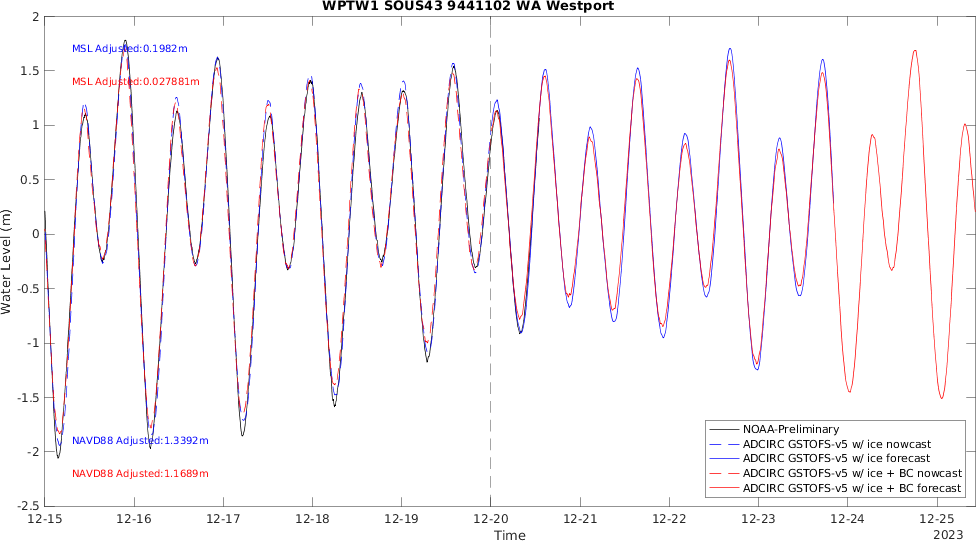 WPTW1 SOUS43 9441102 WA Westport
2
1.5
1
0.5
0
-0.5
-1
-1.5
-2
-2.5
Water Level (m)
MSL Adjusted:0.1982m
MSL Adjusted:0.027881m
NAVD88 Adjusted:1.3392m
NAVD88 Adjusted:1.1689m
NOAA-Preliminary
ADCIRC GSTOFS-v5 w/ ice nowcast
ADCIRC GSTOFS-v5 w/ ice forecast
ADCIRC GSTOFS-v5 w/ ice + BC nowcast
ADCIRC GSTOFS-v5 w/ ice + BC forecast
12-15 12-16 12-17 12-18 12-19 12-20 12-21 12-22 12-23 12-24 12-25
Time
2023